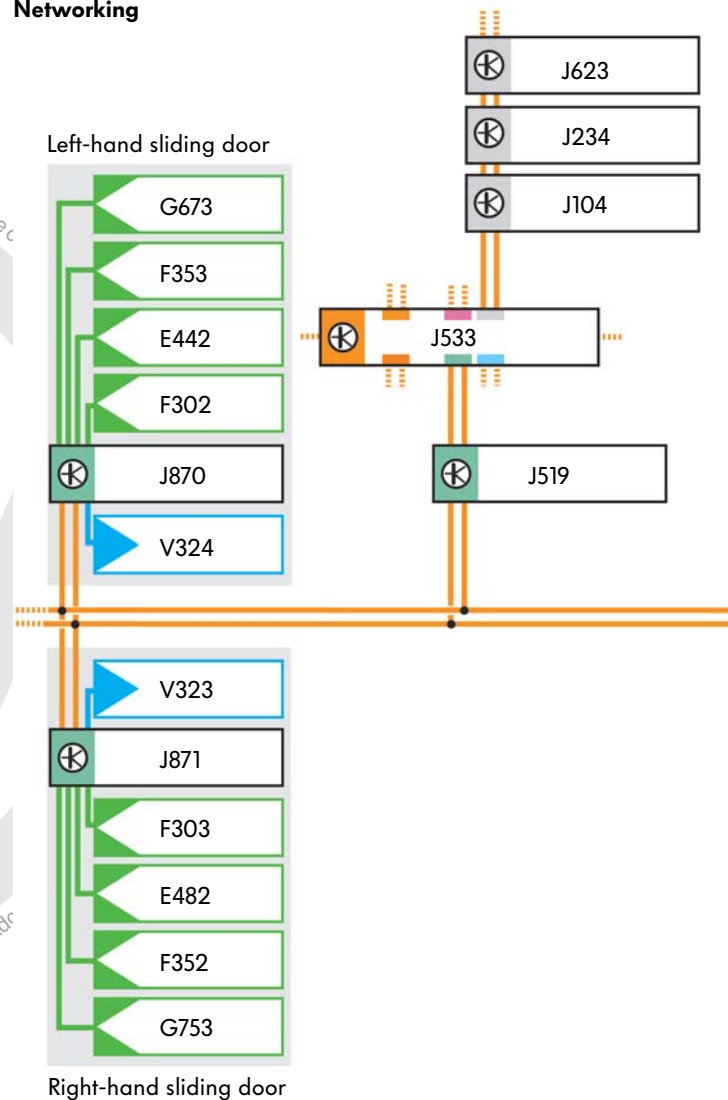 Networking
J623
J234
J104
Left-hand sliding door
G673
F353
E442
F302
J870
V324
J533
J519
V323
J871
F303
E482
F352
G753
Right-hand sliding door